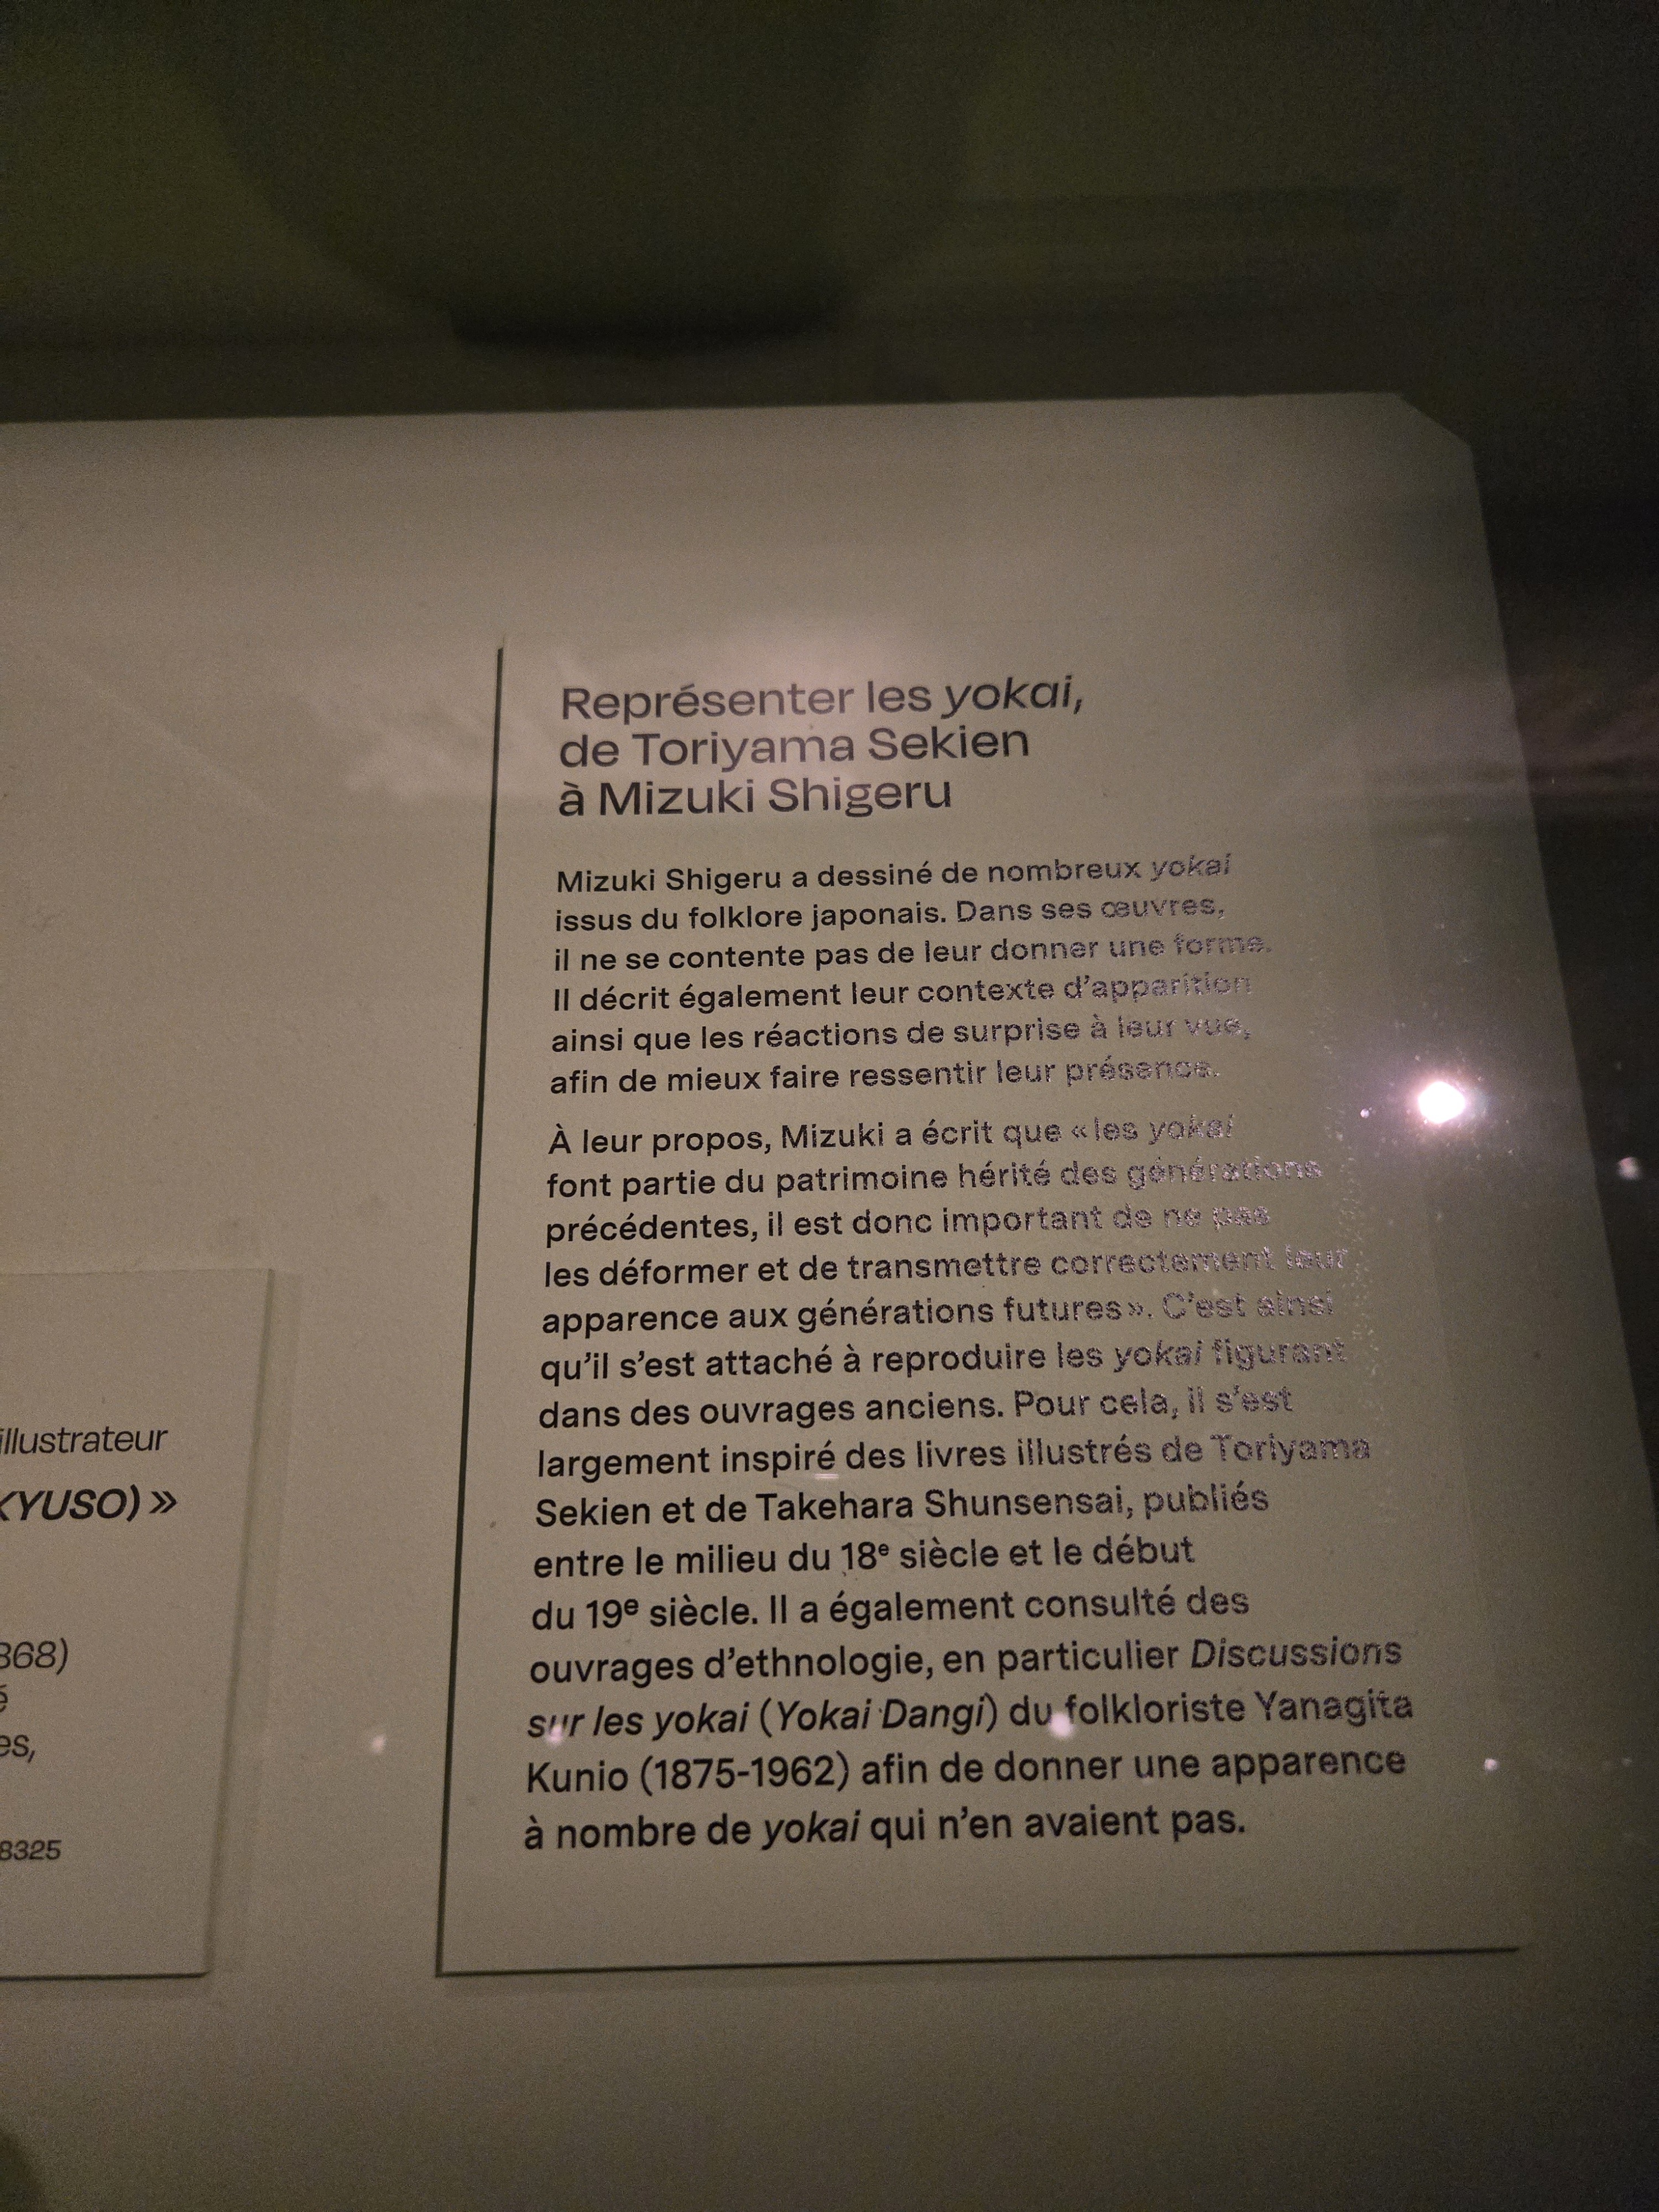 Représenter les yokai,
de Toriyama Sekien
à Mizuki Shigeru
Mizuki Shigeru a dessiné de nombreux yokai
issus du folklore japonais. Dans ses œuvres,
il ne se contente pas de leur donner une forme.
Il décrit également leur contexte d’apparition
ainsi que les réactions de surprise à leur vue,
afin de mieux faire ressentir leur présence.
À leur propos, Mizuki a écrit que « les yokai
font partie du patrimoine hérité des générations
précédentes, il est donc important de ne pas
les déformer et de transmettre correctement leur
apparence aux générations futures ». C’est ainsi
qu’il s’est attaché à reproduire les yokai figurant
dans des ouvrages anciens. Pour cela, il s’est
largement inspiré des livres illustrés de Toriyama
Sekien et de Takehara Shunsensai, publiés
entre le milieu du 18e siècle et le début
du 19e siècle. Il a également consulté des
ouvrages d’ethnologie, en particulier Discussions
sur les yokai (Yokai Dangi) du folkloriste Yanagita
Kunio (1875-1962) afin de donner une apparence
à nombre de yokai qui n’en avaient pas.
illustrateur
KYUSO) »
868)
é
es,
8325